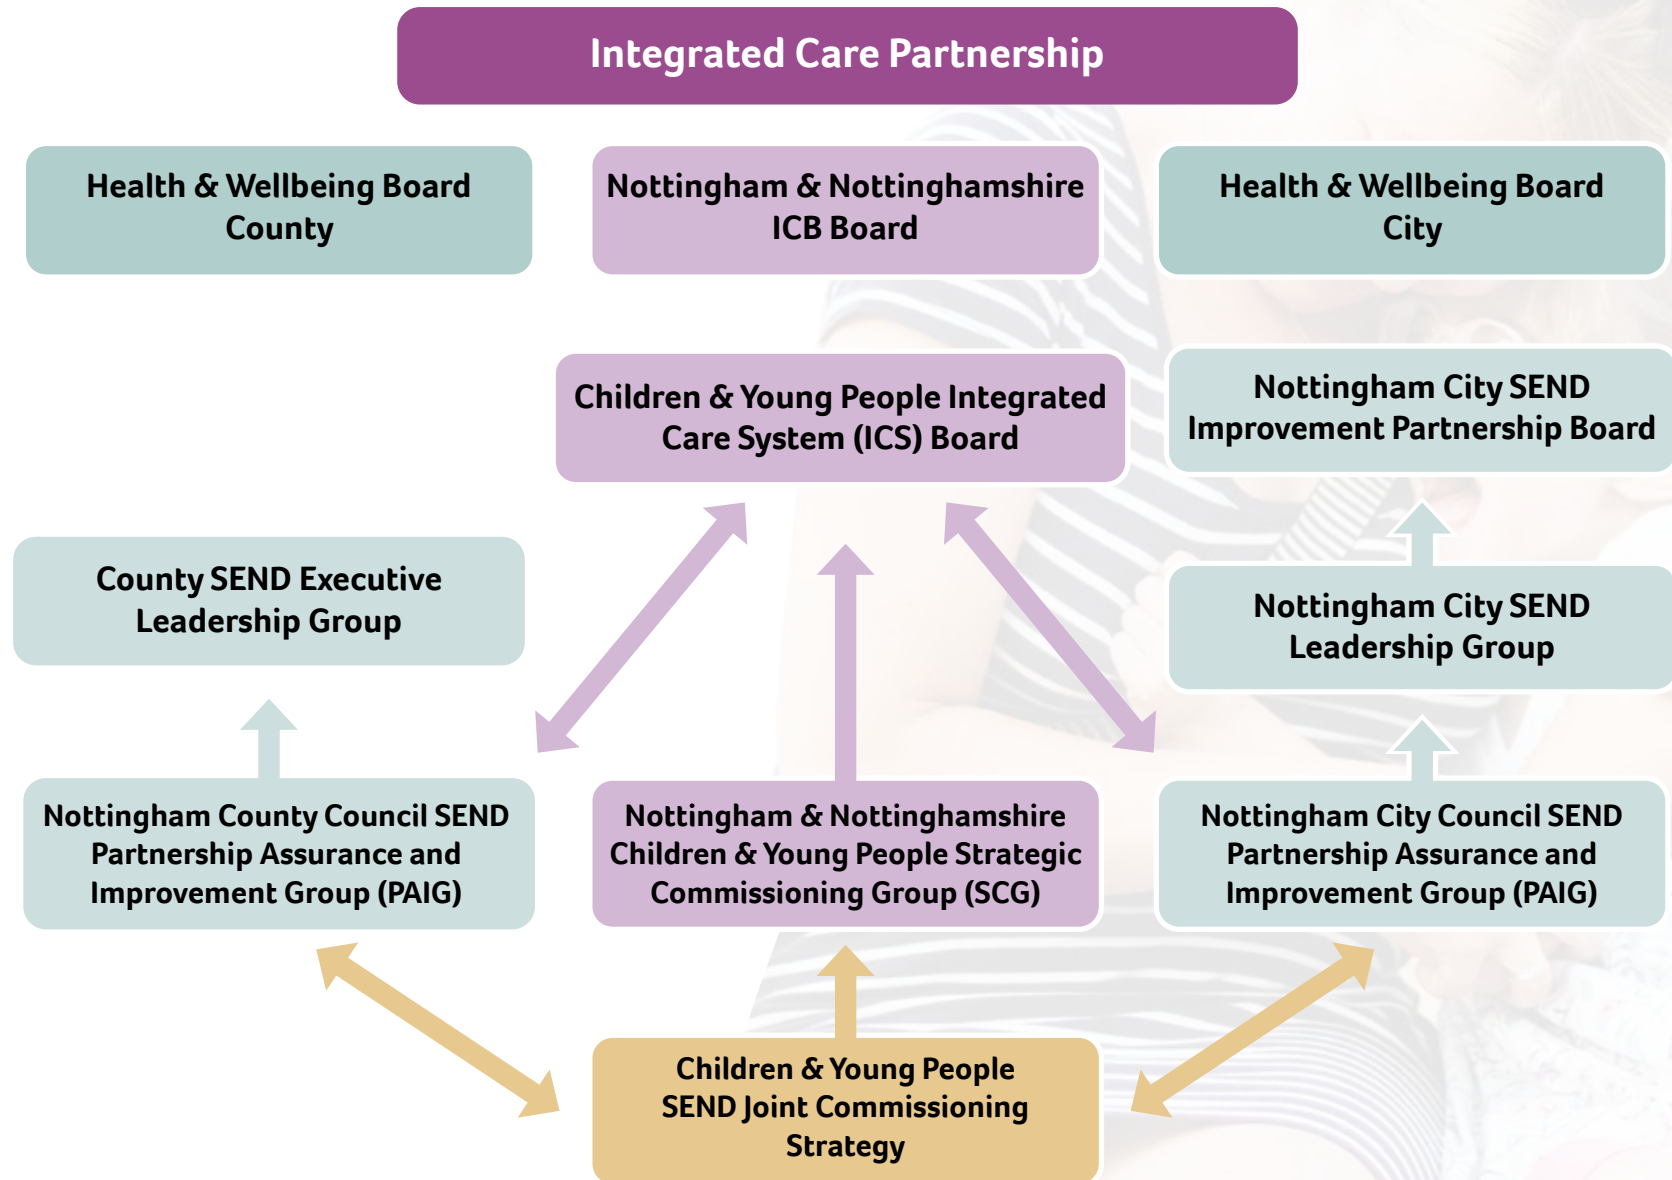 Integrated Care Partnership
Health & Wellbeing Board
County
Nottingham & Nottinghamshire
ICB Board
Health & Wellbeing Board
City
Children & Young People Integrated
Care System (ICS) Board
Nottingham City SEND
Improvement Partnership Board
County SEND Executive
Leadership Group
Nottingham City SEND
Leadership Group
Nottingham County Council SEND
Partnership Assurance and
Improvement Group (PAIG)
Nottingham & Nottinghamshire
Children & Young People Strategic
Commissioning Group (SCG)
Nottingham City Council SEND
Partnership Assurance and
Improvement Group (PAIG)
Children & Young People
SEND Joint Commissioning
Strategy